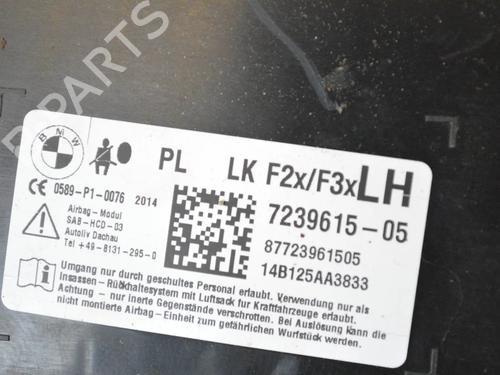 B PARTS
BMW
PL LK F2x/F3x LH
CE 0589-P1-0076 2014
7239615-05
Airbag-Modul
SAB-HCD-03
Autoliv Dachau
Tel +49-8131-295-0
87723961505
14B125AA3833
Umgang nur durch geschultes Personal erlaubt. Verwendung nur als
Insassen-Rückhaltesystem mit Luftsack für Kraftfahrzeuge erlaubt.
Achtung - nur inerte Gegenstände verschrotten. Bei Auslösung kann die
nicht montierte Airbag-Einheit zum gefährlichen Wurfstück werden.